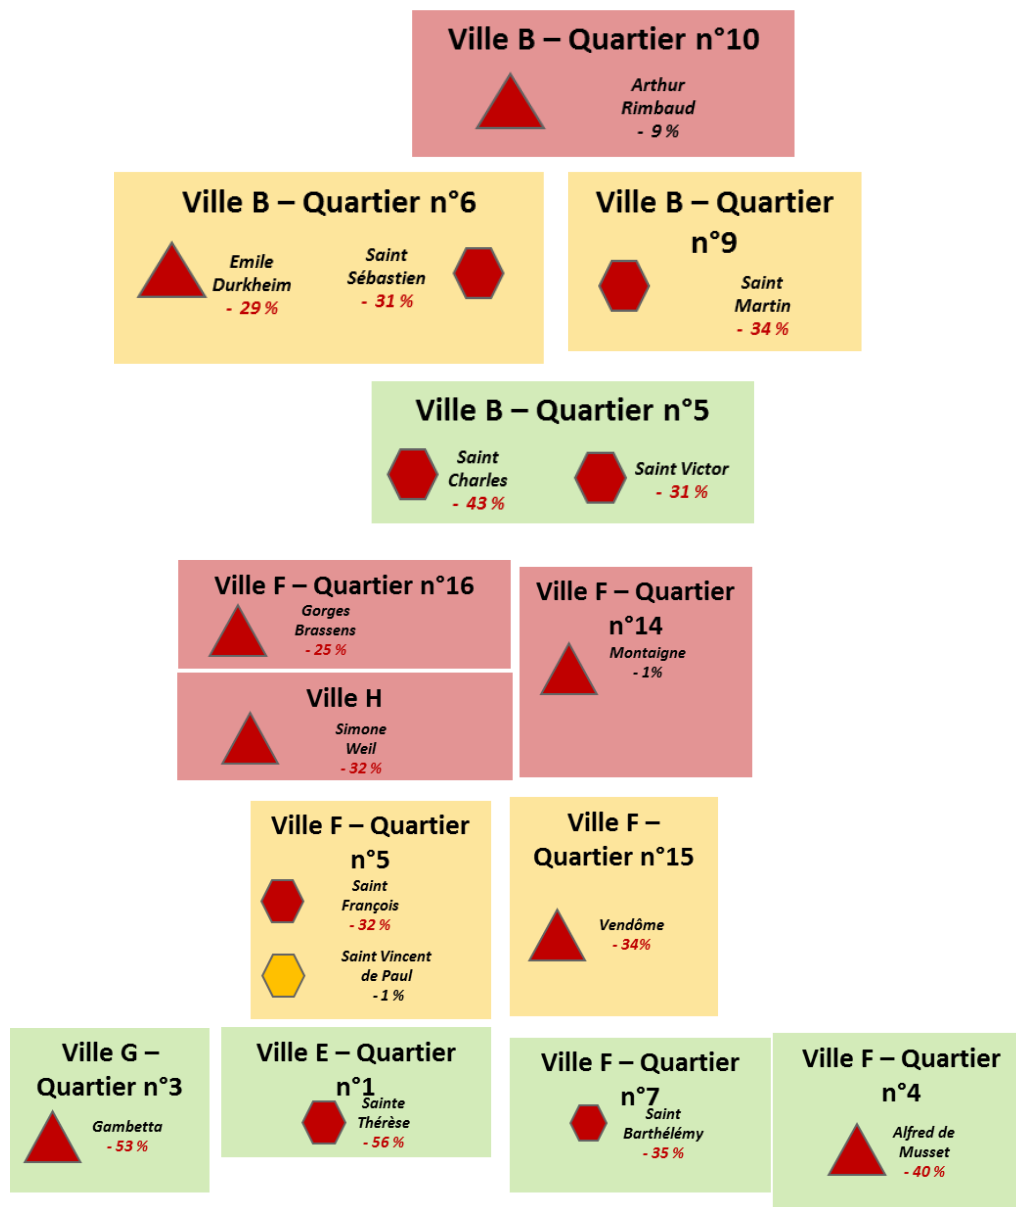 Ville B – Quartier n°10
Arthur
Rimbaud
- 9 %
Ville B – Quartier n°6
Emile
Durkheim
- 29 %
Saint
Sébastien
- 31 %
Ville B – Quartier
n°9
Saint
Martin
- 34 %
Ville B – Quartier n°5
Saint
Charles
- 43 %
Saint Victor
- 31 %
Ville F – Quartier n°16
Gorges
Brassens
- 25 %
Ville F – Quartier
n°14
Montaigne
- 1%
Ville H
Simone
Weil
- 32 %
Ville F – Quartier
n°5
Saint
François
- 32 %
Saint Vincent
de Paul
- 1 %
Ville F –
Quartier n°15
Vendôme
- 34%
Ville G –
Quartier n°3
Gambetta
- 53 %
Ville E – Quartier
n°1
Sainte
Thérèse
- 56 %
Ville F – Quartier
n°7
Saint
Barthélémy
- 35 %
Ville F – Quartier
n°4
Alfred de
Musset
- 40 %